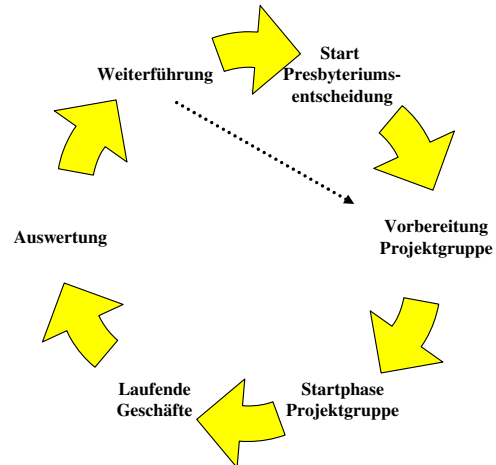 Start
Presbyteriums-
entscheidung
Vorbereitung
Projektgruppe
Startphase
Projektgruppe
Laufende
Geschäfte
Auswertung
Weiterführung